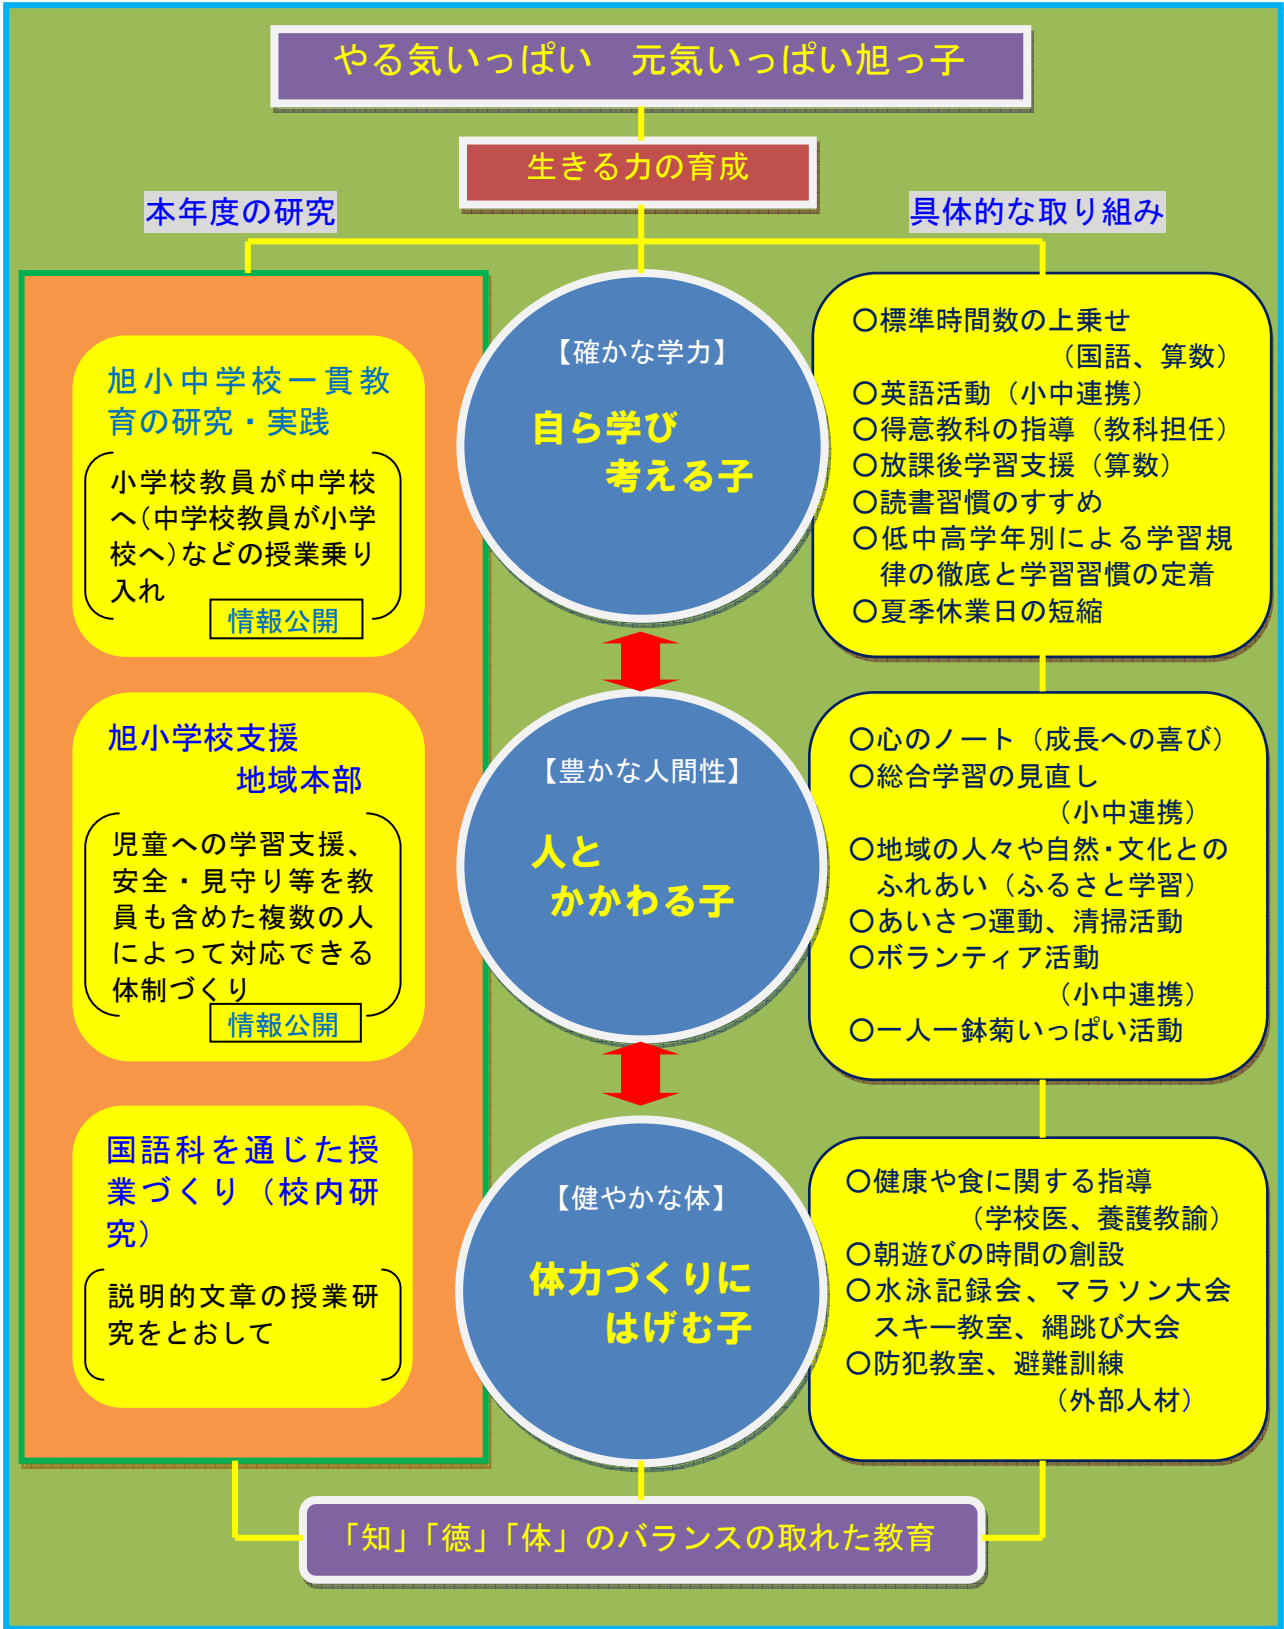 やる気いっぱい　元気いっぱい旭っ子
生きる力の育成
本年度の研究
具体的な取り組み
旭小中学校一貫教
育の研究・実践
小学校教員が中学校
へ(中学校教員が小学
校へ)などの授業乗り
入れ
情報公開
旭小学校支援
地域本部
児童への学習支援、
安全・見守り等を教
員も含めた複数の人
によって対応できる
体制づくり
情報公開
国語科を通じた授
業づくり（校内研
究）
説明的文章の授業研
究をとおして
【確かな学力】
自ら学び
考える子
【豊かな人間性】
人と
かかわる子
【健やかな体】
体力づくりに
はげむ子
○標準時間数の上乗せ
（国語、算数）
○英語活動（小中連携）
○得意教科の指導（教科担任）
○放課後学習支援（算数）
○読書習慣のすすめ
○低中高学年別による学習規
律の徹底と学習習慣の定着
○夏季休業日の短縮
○心のノート（成長への喜び）
○総合学習の見直し
（小中連携）
○地域の人々や自然・文化との
ふれあい（ふるさと学習）
○あいさつ運動、清掃活動
○ボランティア活動
（小中連携）
○一人一鉢菊いっぱい活動
○健康や食に関する指導
（学校医、養護教諭）
○朝遊びの時間の創設
○水泳記録会、マラソン大会
スキー教室、縄跳び大会
○防犯教室、避難訓練
（外部人材）
「知」「徳」「体」のバランスの取れた教育